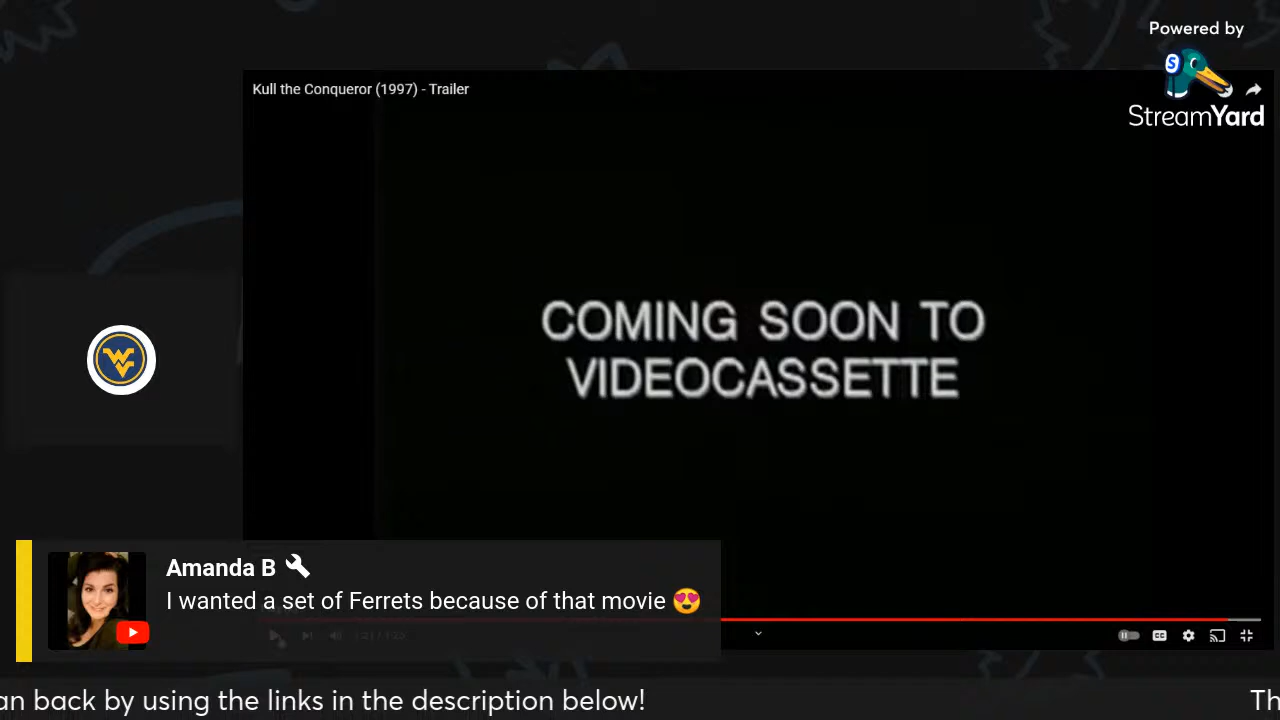 Powered by
StreamYard
Kull the Conqueror (1997) - Trailer
COMING SOON TO
VIDEOCASSETTE
Amanda B
I wanted a set of Ferrets because of that movie 😍
CC
an back by using the links in the description below!
Th